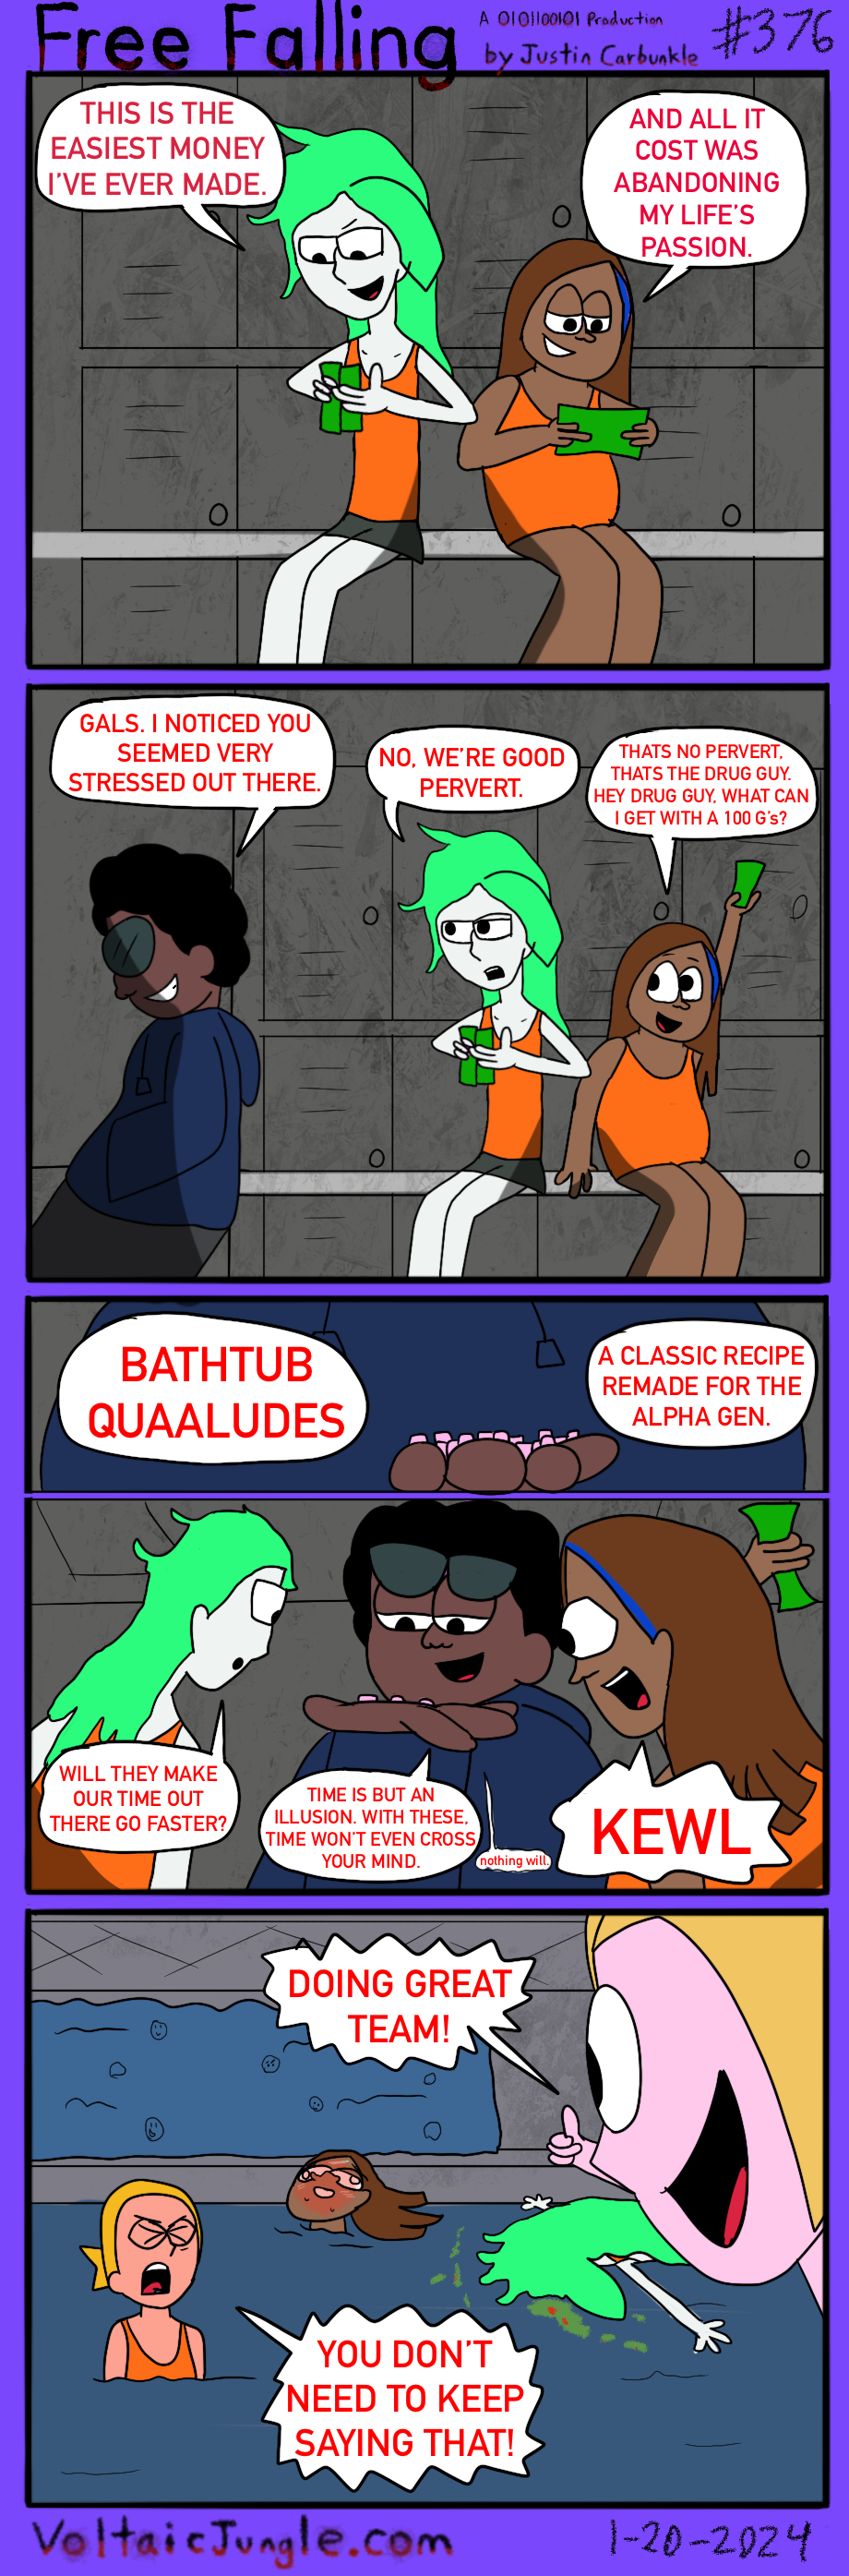 Free Falling
A 0101100101 Production
by Justin Carbunkle
#376
THIS IS THE
EASIEST MONEY
I'VE EVER MADE.
AND ALL IT
COST WAS
ABANDONING
MY LIFE'S
PASSION.
GALS. I NOTICED YOU
SEEMED VERY
STRESSED OUT THERE.
NO, WE'RE GOOD
PERVERT.
THATS NO PERVERT,
THATS THE DRUG GUY.
HEY DRUG GUY, WHAT CAN
I GET WITH A 100 G's?
BATHTUB
QUAALUDES
A CLASSIC RECIPE
REMADE FOR THE
ALPHA GEN.
WILL THEY MAKE
OUR TIME OUT
THERE GO FASTER?
TIME IS BUT AN
ILLUSION. WITH THESE,
TIME WON'T EVEN CROSS
YOUR MIND.
nothing will.
KEWL
DOING GREAT
TEAM!
YOU DON'T
NEED TO KEEP
SAYING THAT!
VoltaicJungle.com
1-20-2024